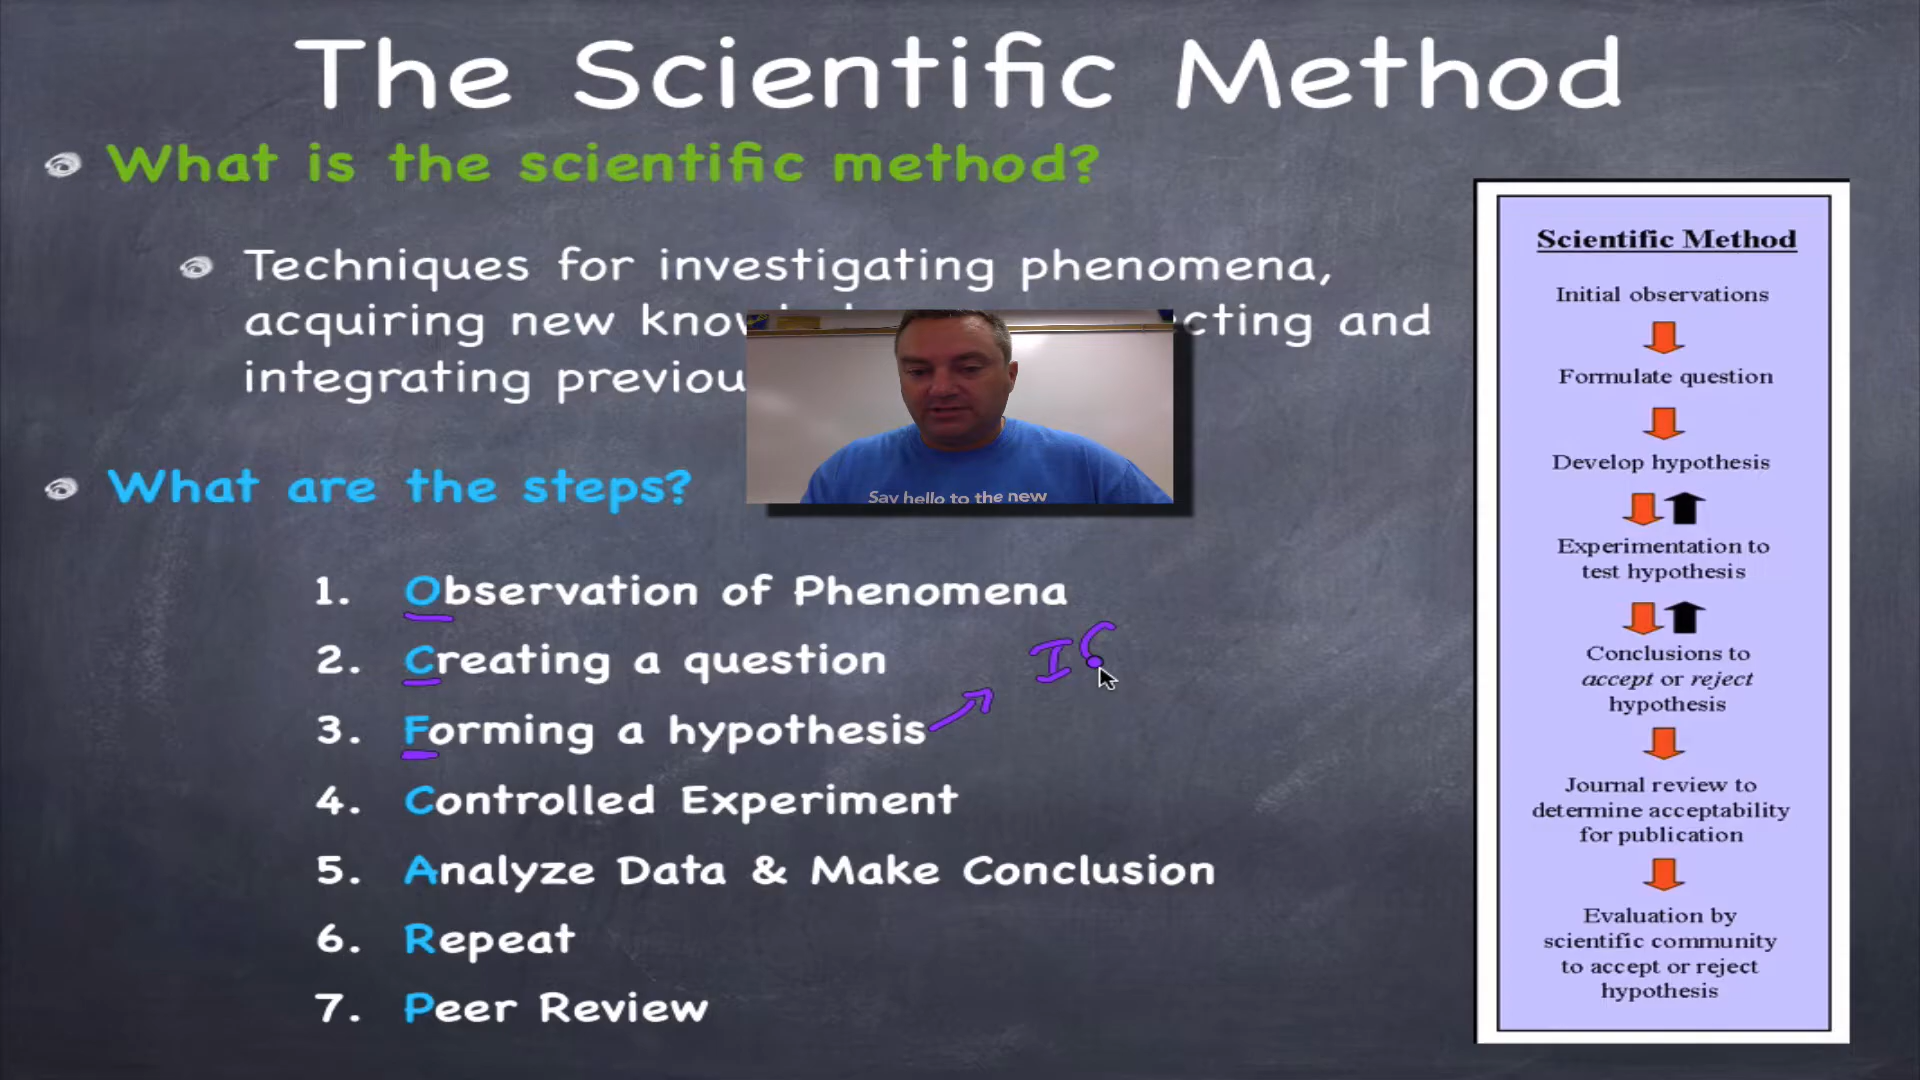 The Scientific Method
What is the scientific method?
Techniques for investigating phenomena,
acquiring new cting and
integrating
What are the steps?
Say hello to the new
1. Observation of Phenomena
2. Creating a question
3. Forming a hypothesis
4. Controlled Experiment
5. Analyze Data & Make Conclusion
6. Repeat
7. Peer Review
Scientific Method
Initial observations
Formulate question
Develop hypothesis
Experimentation to
test hypothesis
Conclusions to
accept or reject
hypothesis
Journal review to
determine acceptability
for publication
Evaluation by
scientific community
to accept or reject
hypothesis